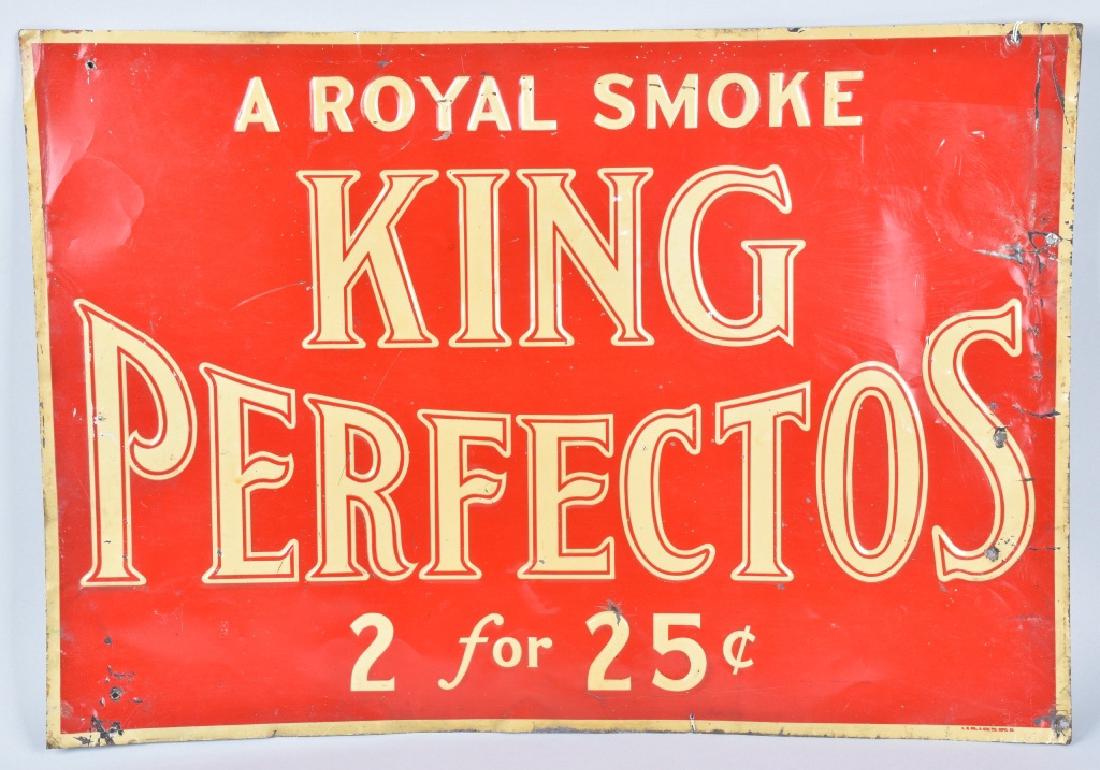 A ROYAL SMOKE
KING
PERFECTOS
2 for 25¢